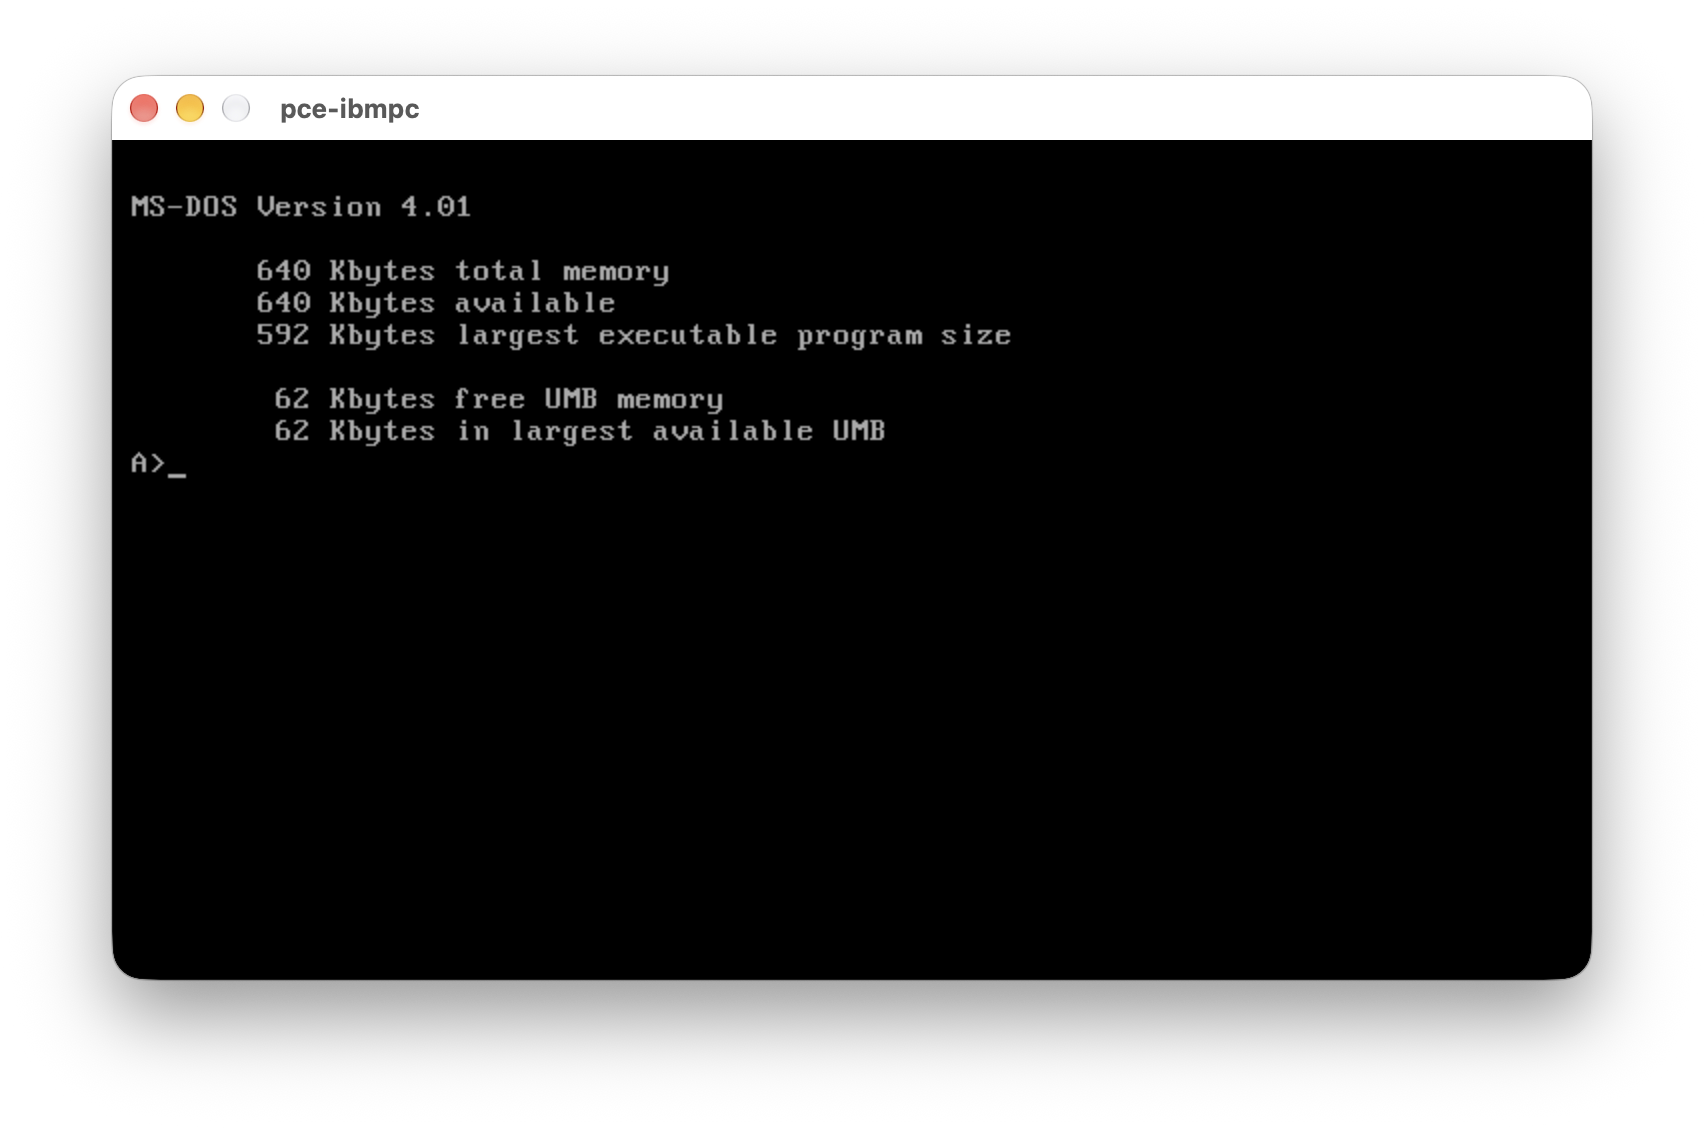 pce-ibmpc
MS-DOS Version 4.01
640 Kbytes total memory
640 Kbytes available
592 Kbytes largest executable program size
62 Kbytes free UMB memory
62 Kbytes in largest available UMB
A>_